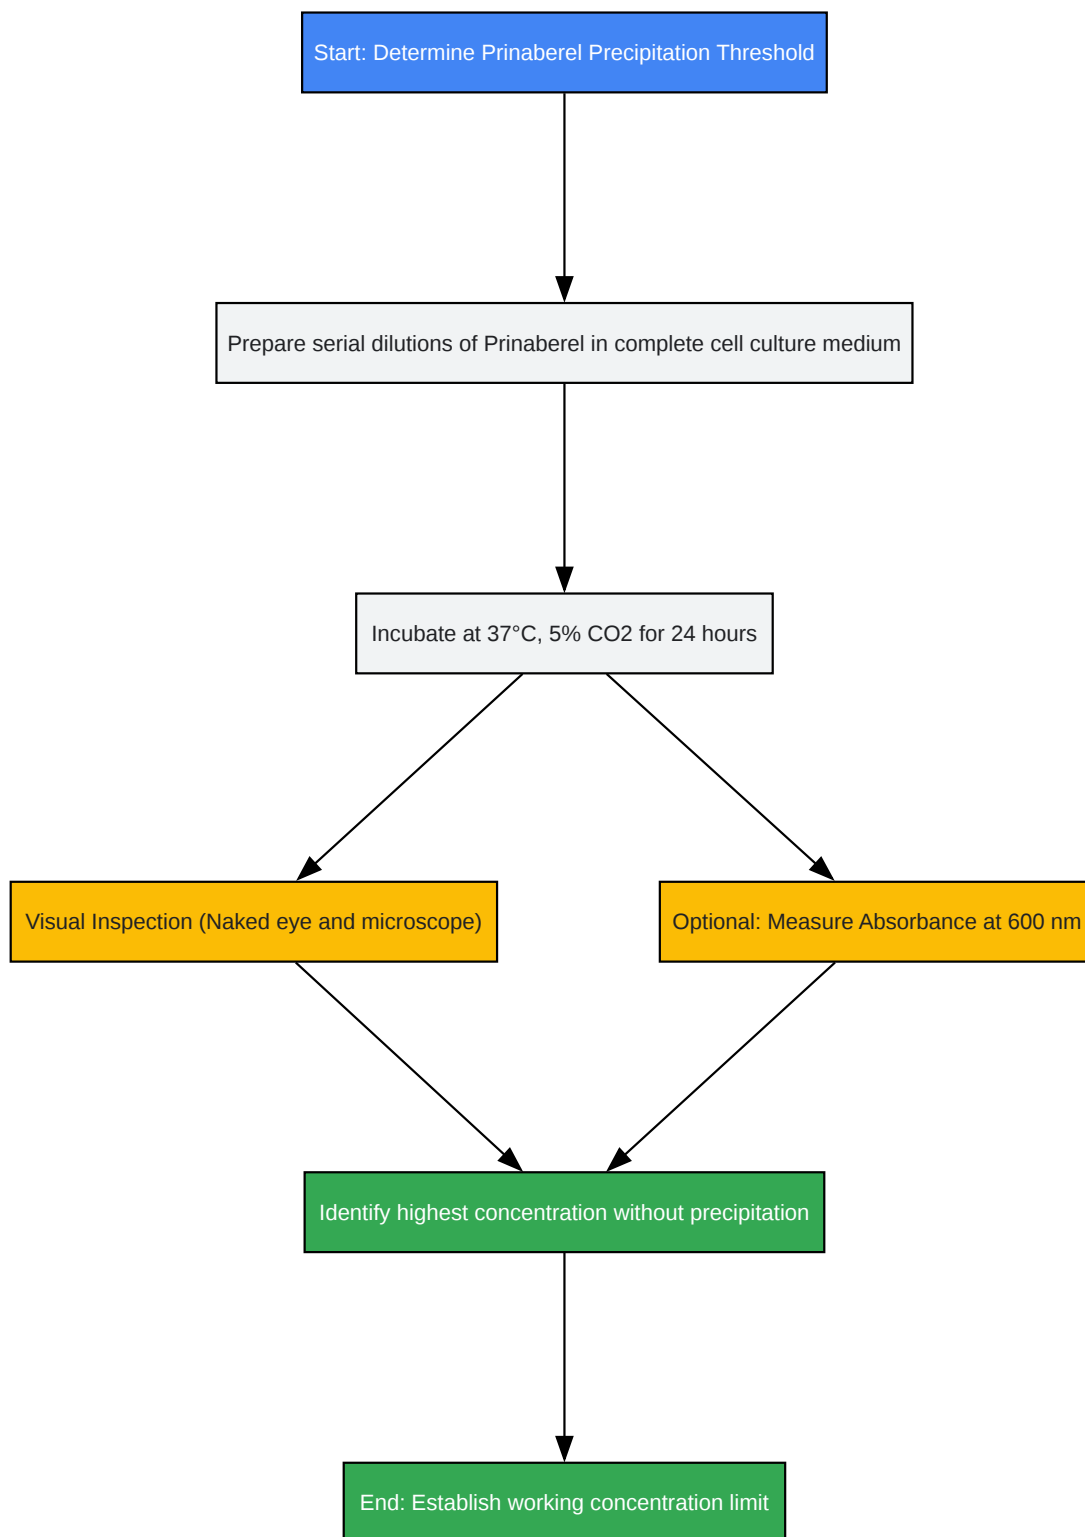 Start: Determine Prinaberel Precipitation Threshold
Prepare serial dilutions of Prinaberel in complete cell culture medium
Incubate at 37°C, 5% CO2 for 24 hours
Visual Inspection (Naked eye and microscope)
Optional: Measure Absorbance at 600 nm
Identify highest concentration without precipitation
End: Establish working concentration limit